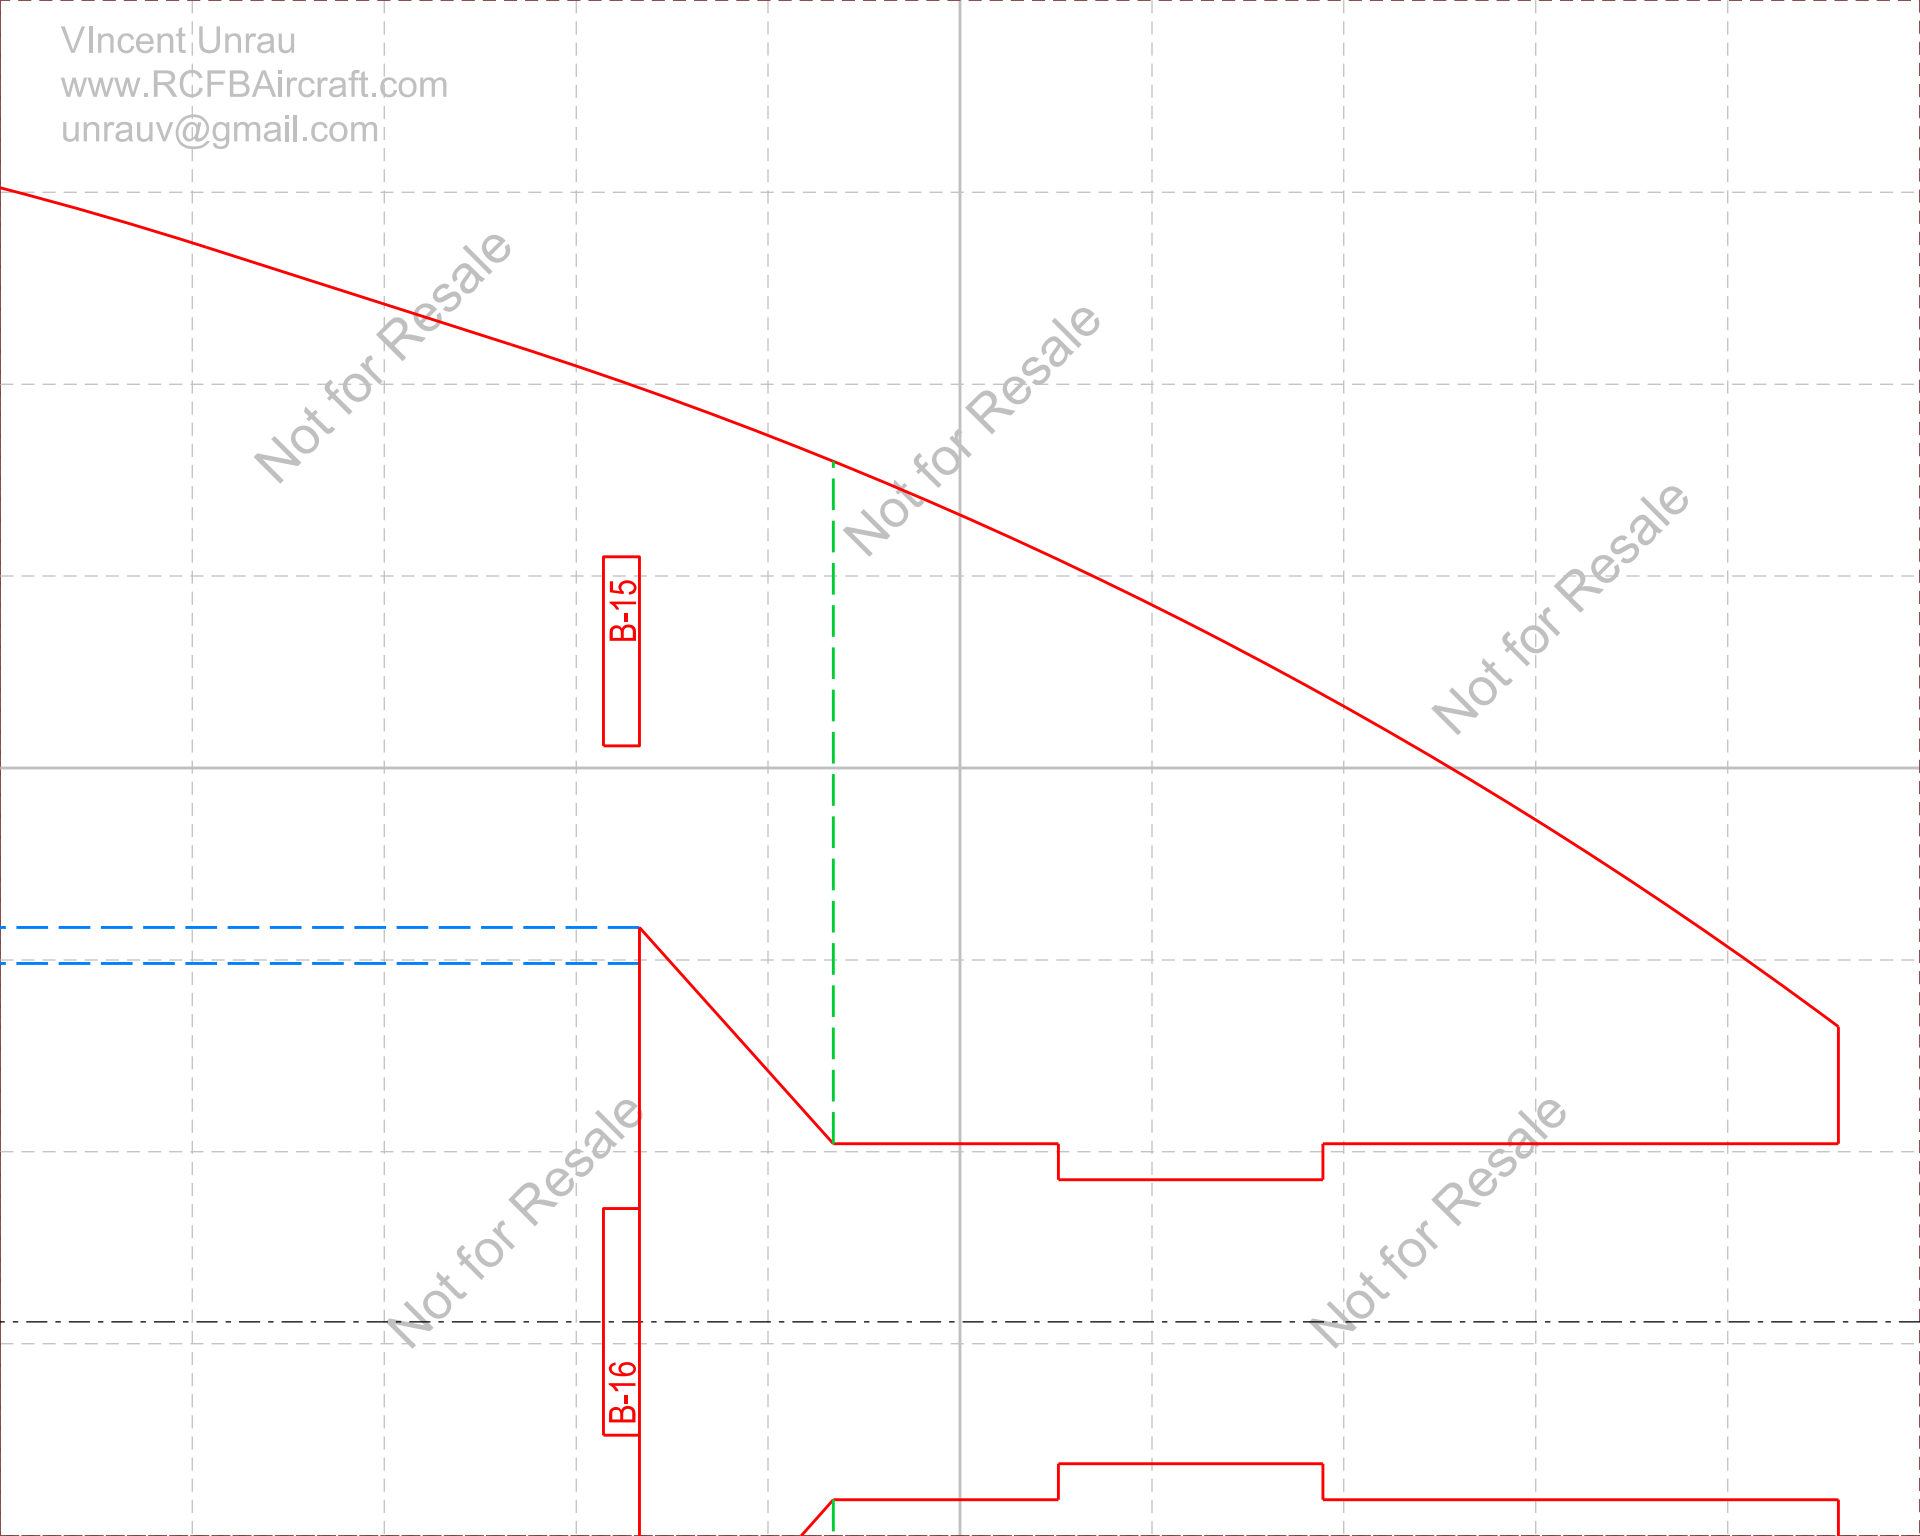 VIncent Unrau
www.RCFBAircraft.com
unrauv@gmail.com
Not for Resale
Not for Resale
Not for Resale
B-15
Not for Resale
Not for Resale
B-16